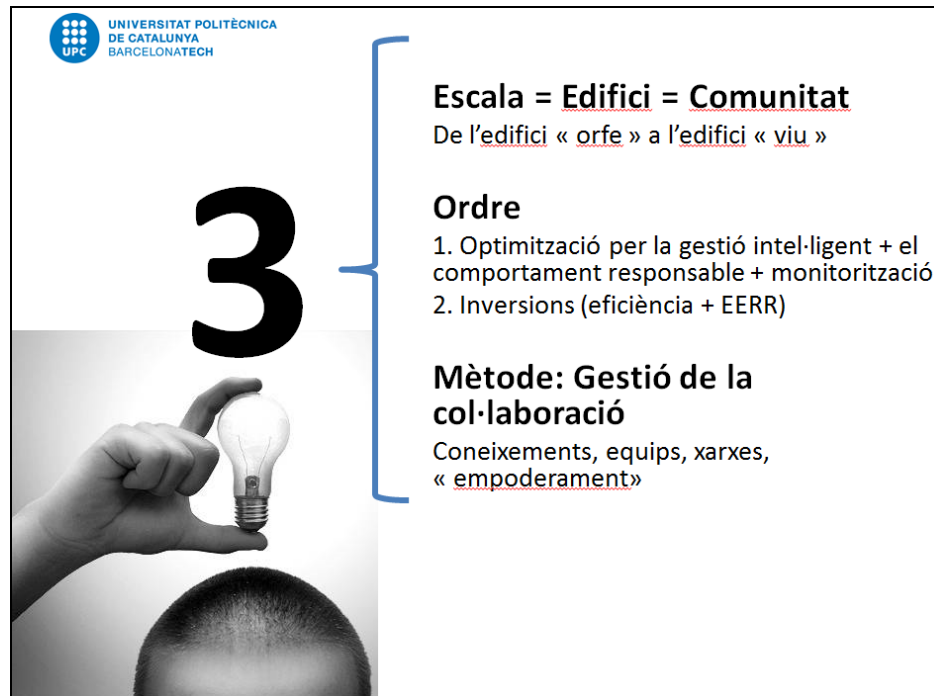 UNIVERSITAT POLITÈCNICA
DE CATALUNYA
BARCELONATECH
UPC
3
Escala = Edifici = Comunitat
De l’edifici « orfe » a l’edifici « viu »
Ordre
1. Optimització per la gestió intel·ligent + el
comportament responsable + monitorització
2. Inversions (eficiència + EERR)
Mètode: Gestió de la
col·laboració
Coneixements, equips, xarxes,
« empoderament»